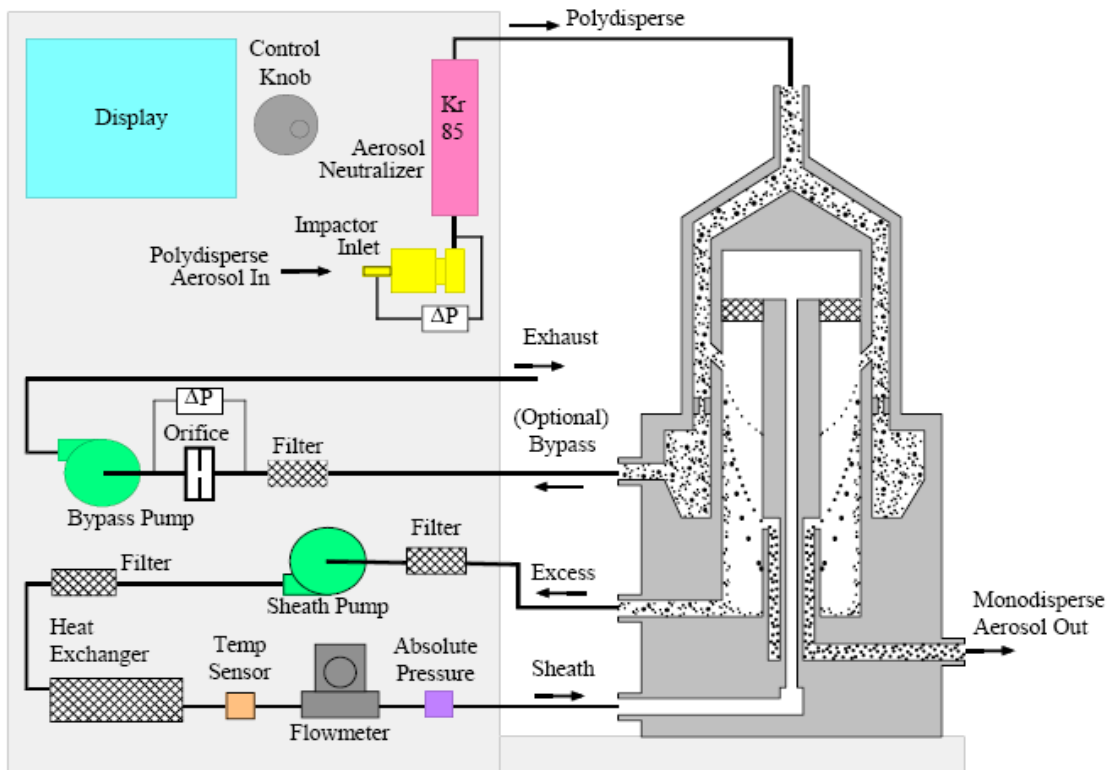 Polydisperse
Control
Knob
Display
Kr
85
Aerosol
Neutralizer
Impactor
Inlet
Polydisperse
Aerosol In
ΔP
Exhaust
ΔP
Orifice
Filter
(Optional)
Bypass
Bypass Pump
Filter
Filter
Sheath Pump
Excess
Monodisperse
Aerosol Out
Heat
Exchanger
Temp
Sensor
Absolute
Pressure
Sheath
Flowmeter